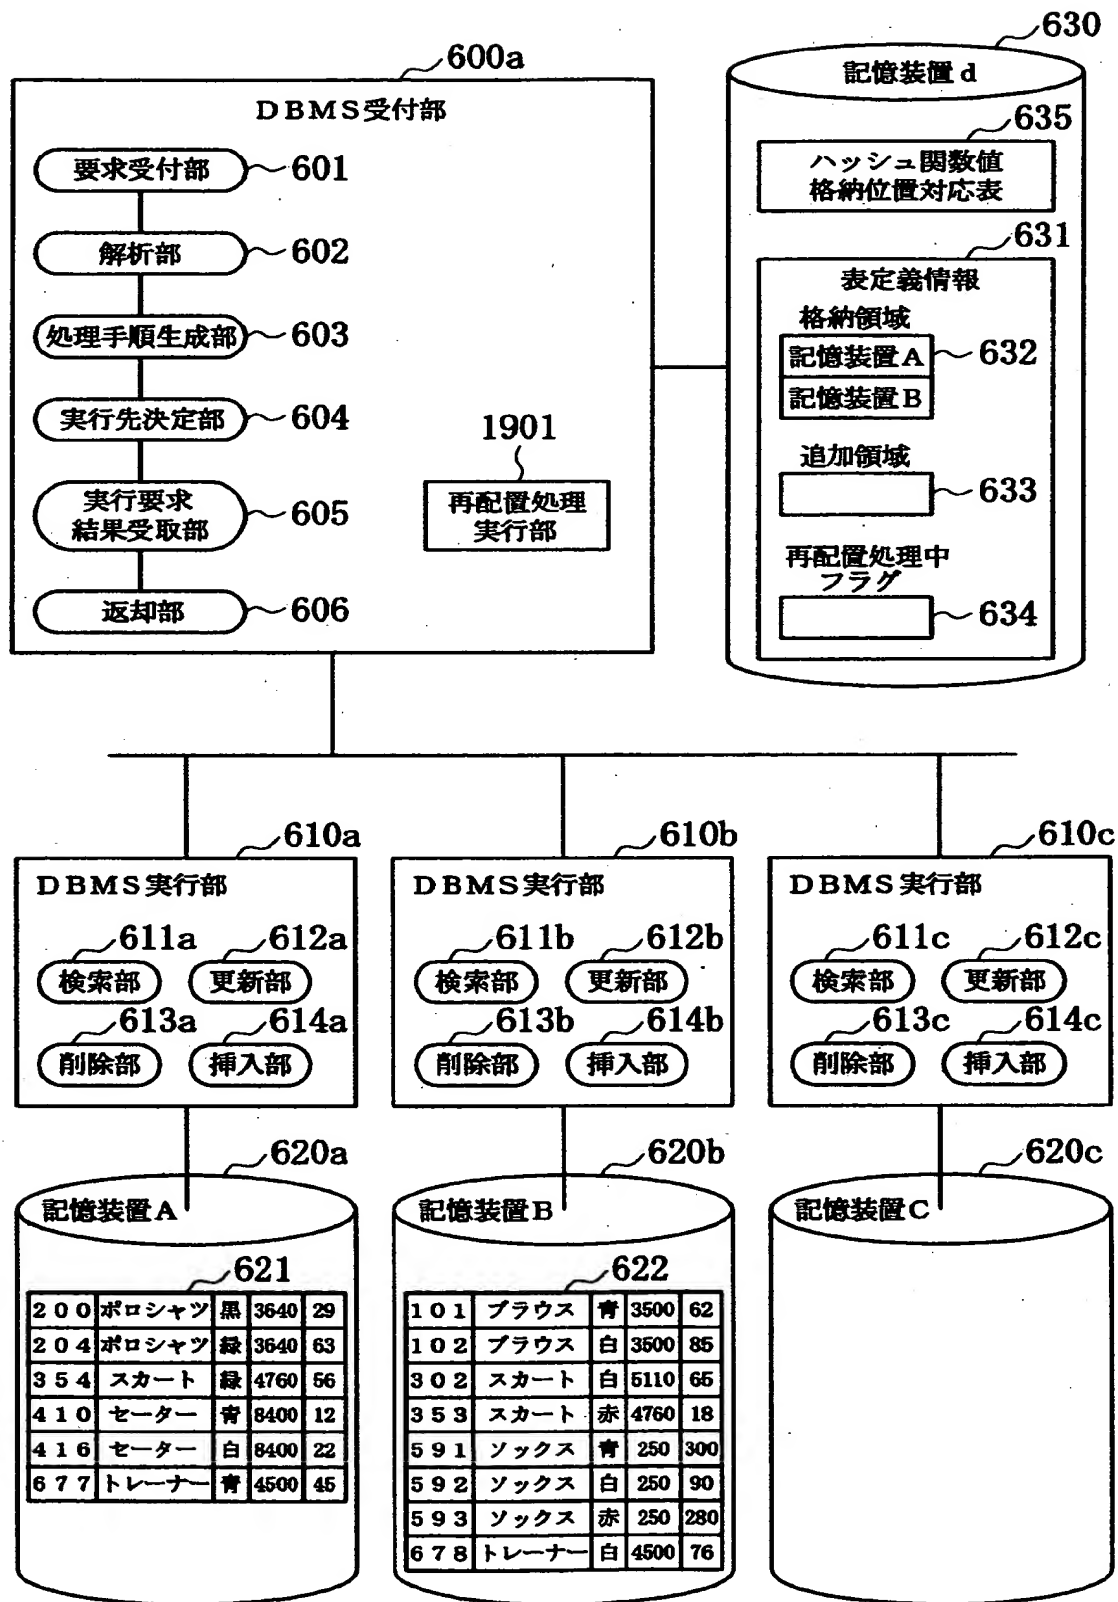 600a
DBMS受付部
要求受付部
601
解析部
602
処理手順生成部
603
実行先決定部
604
実行要求
結果受取部
605
返却部
606
1901
再配置処理
実行部
630
記憶装置d
635
ハッシュ関数値
格納位置対応表
631
表定義情報
格納領域
記憶装置A
632
記憶装置B
追加領域
633
再配置処理中
フラグ
634
610a
DBMS実行部
611a
検索部
612a
更新部
613a
削除部
614a
挿入部
610b
DBMS実行部
611b
検索部
612b
更新部
613b
削除部
614b
挿入部
610c
DBMS実行部
611c
検索部
612c
更新部
613c
削除部
614c
挿入部
620a
記憶装置A
621
200 ポロシャツ 黒 3640 29
204 ポロシャツ 緑 3640 63
354 スカート 緑 4760 56
410 セーター 青 8400 12
416 セーター 白 8400 22
677 トレーナー 青 4500 45
620b
記憶装置B
622
101 ブラウス 青 3500 62
102 ブラウス 白 3500 85
302 スカート 白 5110 65
353 スカート 赤 4760 18
591 ソックス 青 250 300
592 ソックス 白 250 90
593 ソックス 赤 250 280
678 トレーナー 白 4500 76
620c
記憶装置C